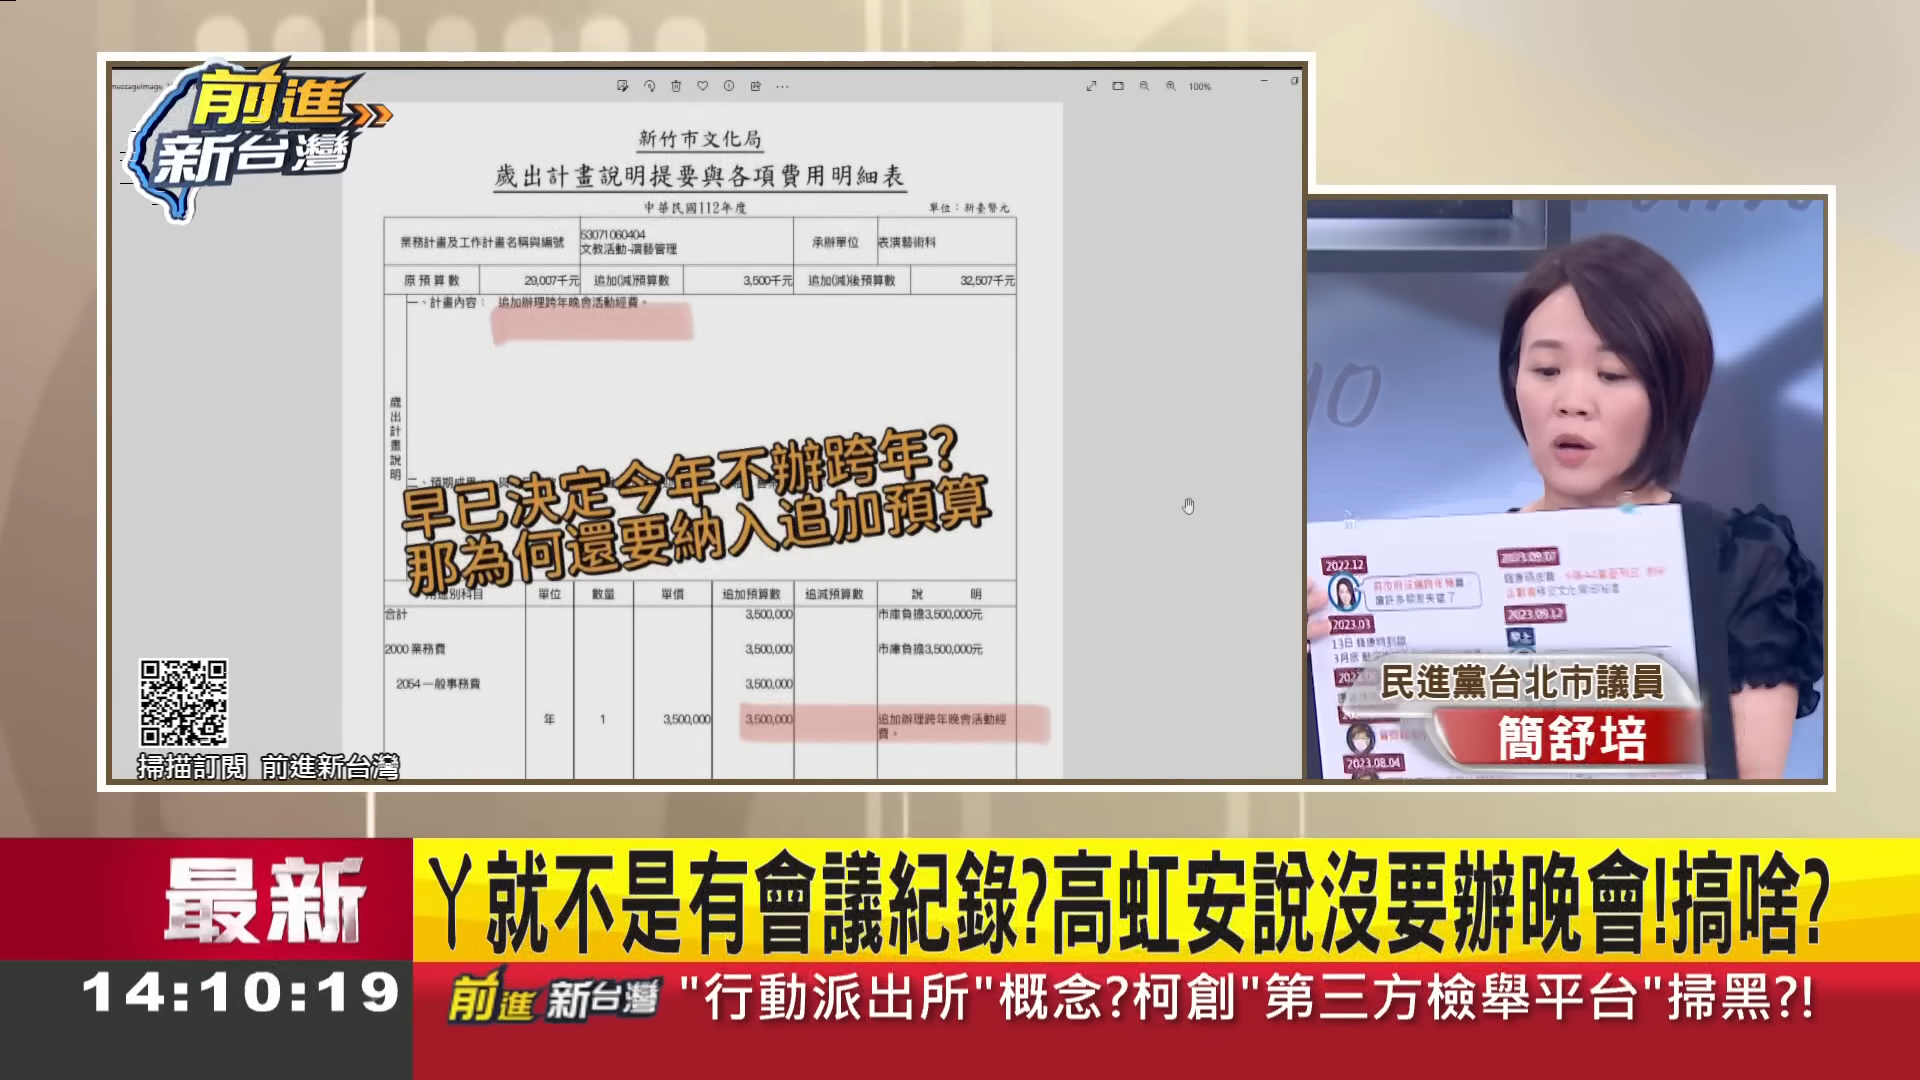 前進
新台灣
100%
新竹市文化局
歲出計畫說明提要與各項費用明細表
中華民國112年度
單位：新臺幣元
業務計畫及工作計畫名稱與編號
53071060404
文教活動-演藝管理
承辦單位
表演藝術科
原預算數
29,007千元
追加(減)預算數
3,500千元
追加(減)後預算數
32,507千元
一、計畫內容： 追加辦理跨年晚會活動經費。
歲出計畫說明
早已決定今年不辦跨年?
那為何還要納入追加預算
用途別科目 單位 數量 單價 追加預算數 追減預算數 說 明
合計 3,500,000 市庫負擔3,500,000元
2000 業務費 3,500,000 市庫負擔3,500,000元
2054 一般事務費 3,500,000
年 1 3,500,000 3,500,000 追加辦理跨年晚會活動經
費。
掃描訂閱 前進新台灣
2022.12
2023.03
2023.08.04
2023.09.12
民進黨台北市議員
簡舒培
最新
ㄚ就不是有會議紀錄?高虹安說沒要辦晚會!搞啥?
14:10:19
前進新台灣
"行動派出所"概念?柯創"第三方檢舉平台"掃黑?!